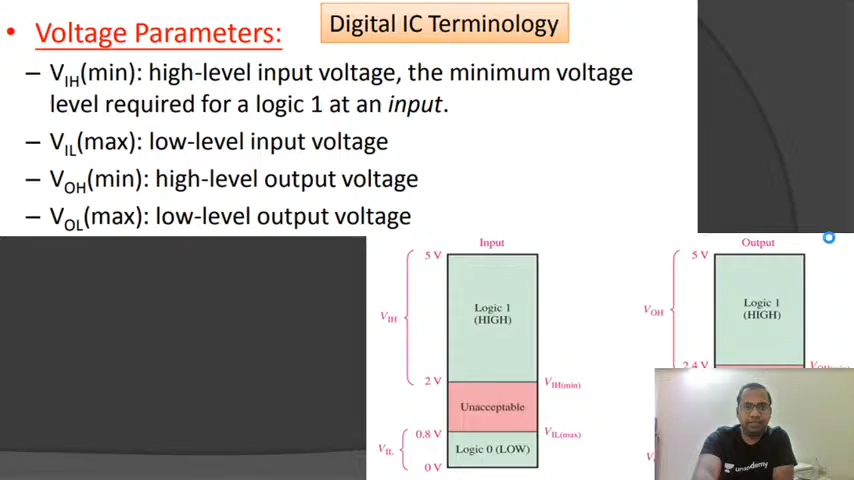 Digital IC Terminology
• Voltage Parameters:
– VIH(min): high-level input voltage, the minimum voltage
level required for a logic 1 at an input.
– VIL(max): low-level input voltage
– VOH(min): high-level output voltage
– VOL(max): low-level output voltage
Input
5 V
Logic 1
(HIGH)
VIH
2 V
VIH(min)
Unacceptable
0.8 V
VIL(max)
VIL
Logic 0 (LOW)
0 V
Output
5 V
Logic 1
(HIGH)
VOH
2.4 V
unacademy